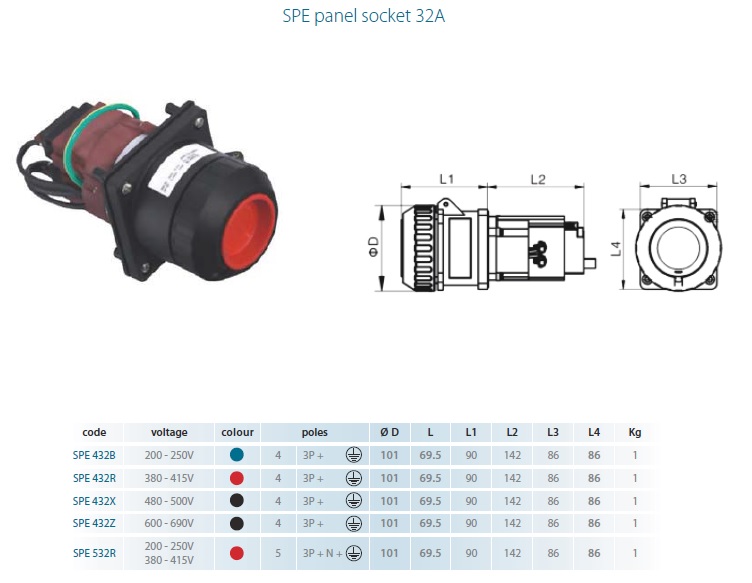 SPE panel socket 32A
L1
L2
L3
ΦD
L4
code voltage colour poles Ø D L L1 L2 L3 L4 Kg
SPE 432B 200 - 250V 4 3P + 101 69.5 90 142 86 86 1
SPE 432R 380 - 415V 4 3P + 101 69.5 90 142 86 86 1
SPE 432X 480 - 500V 4 3P + 101 69.5 90 142 86 86 1
SPE 432Z 600 - 690V 4 3P + 101 69.5 90 142 86 86 1
SPE 532R 200 - 250V 380 - 415V 5 3P + N + 101 69.5 90 142 86 86 1